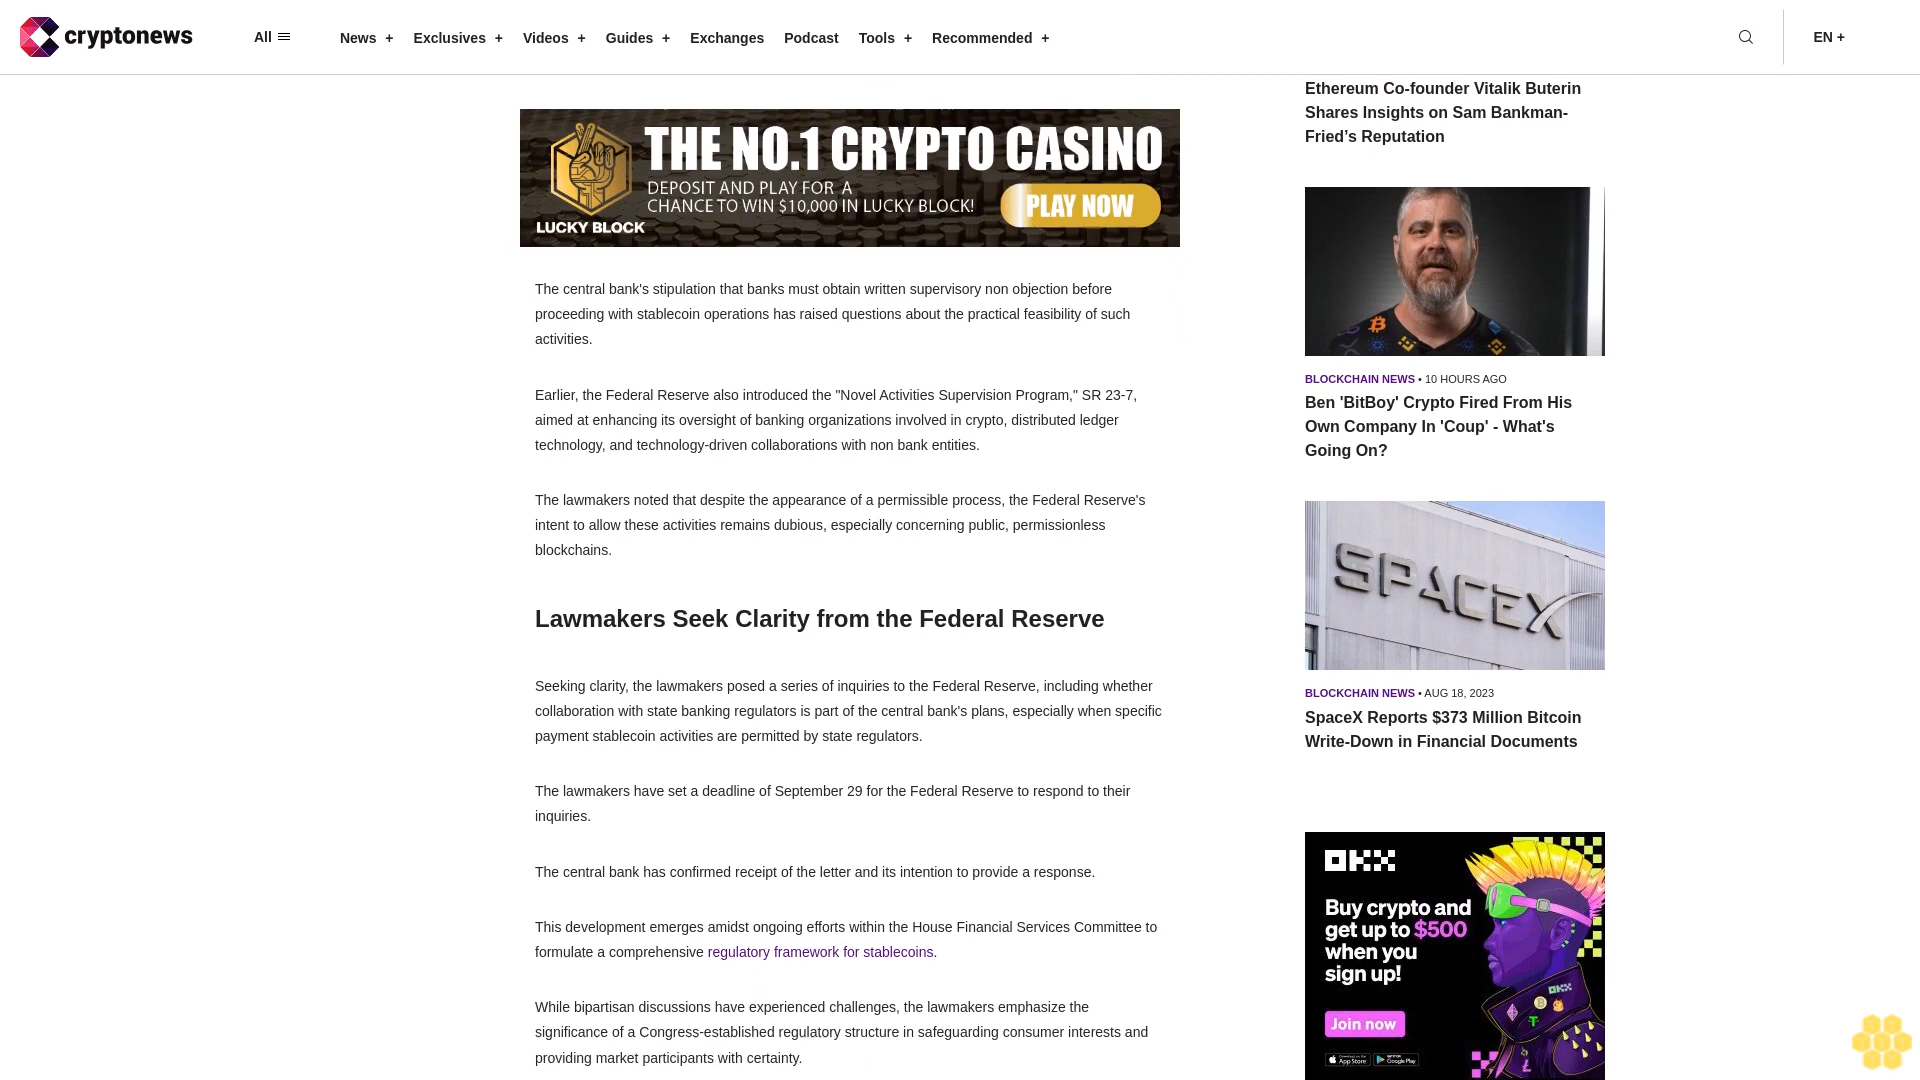 cryptonews
All
News +
Exclusives +
Videos +
Guides +
Exchanges
Podcast
Tools +
Recommended +
EN +
THE NO.1 CRYPTO CASINO
DEPOSIT AND PLAY FOR A
CHANCE TO WIN $10,000 IN LUCKY BLOCK!
PLAY NOW
LUCKY BLOCK
The central bank's stipulation that banks must obtain written supervisory non objection before
proceeding with stablecoin operations has raised questions about the practical feasibility of such
activities.
Earlier, the Federal Reserve also introduced the "Novel Activities Supervision Program," SR 23-7,
aimed at enhancing its oversight of banking organizations involved in crypto, distributed ledger
technology, and technology-driven collaborations with non bank entities.
The lawmakers noted that despite the appearance of a permissible process, the Federal Reserve's
intent to allow these activities remains dubious, especially concerning public, permissionless
blockchains.
Lawmakers Seek Clarity from the Federal Reserve
Seeking clarity, the lawmakers posed a series of inquiries to the Federal Reserve, including whether
collaboration with state banking regulators is part of the central bank's plans, especially when specific
payment stablecoin activities are permitted by state regulators.
The lawmakers have set a deadline of September 29 for the Federal Reserve to respond to their
inquiries.
The central bank has confirmed receipt of the letter and its intention to provide a response.
This development emerges amidst ongoing efforts within the House Financial Services Committee to
formulate a comprehensive regulatory framework for stablecoins.
While bipartisan discussions have experienced challenges, the lawmakers emphasize the
significance of a Congress-established regulatory structure in safeguarding consumer interests and
providing market participants with certainty.
Ethereum Co-founder Vitalik Buterin
Shares Insights on Sam Bankman-
Fried’s Reputation
BLOCKCHAIN NEWS • 10 HOURS AGO
Ben 'BitBoy' Crypto Fired From His
Own Company In 'Coup' - What's
Going On?
SPACEX
BLOCKCHAIN NEWS • AUG 18, 2023
SpaceX Reports $373 Million Bitcoin
Write-Down in Financial Documents
OKX
Buy crypto and
get up to $500
when you
sign up!
OKX
Join now
App Store
Google Play